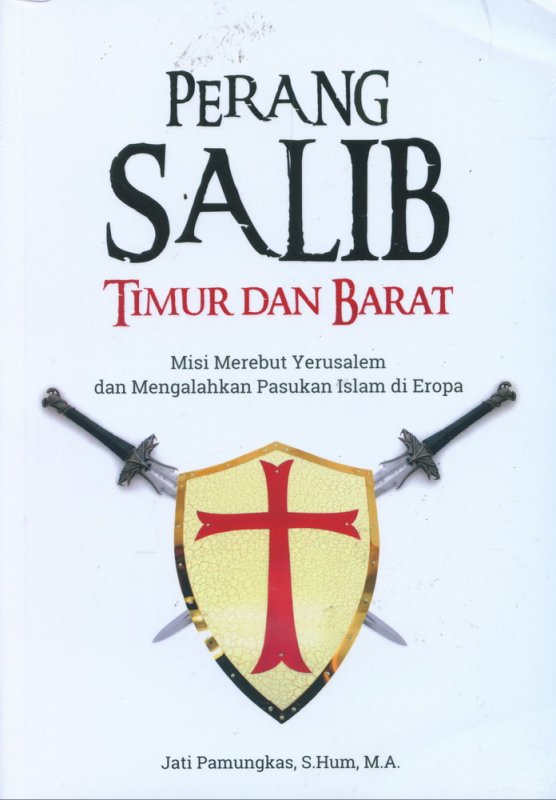 PERANG
SALIB
TIMUR DAN BARAT
Misi Merebut Yerusalem
dan Mengalahkan Pasukan Islam di Eropa
Jati Pamungkas, S.Hum, M.A.